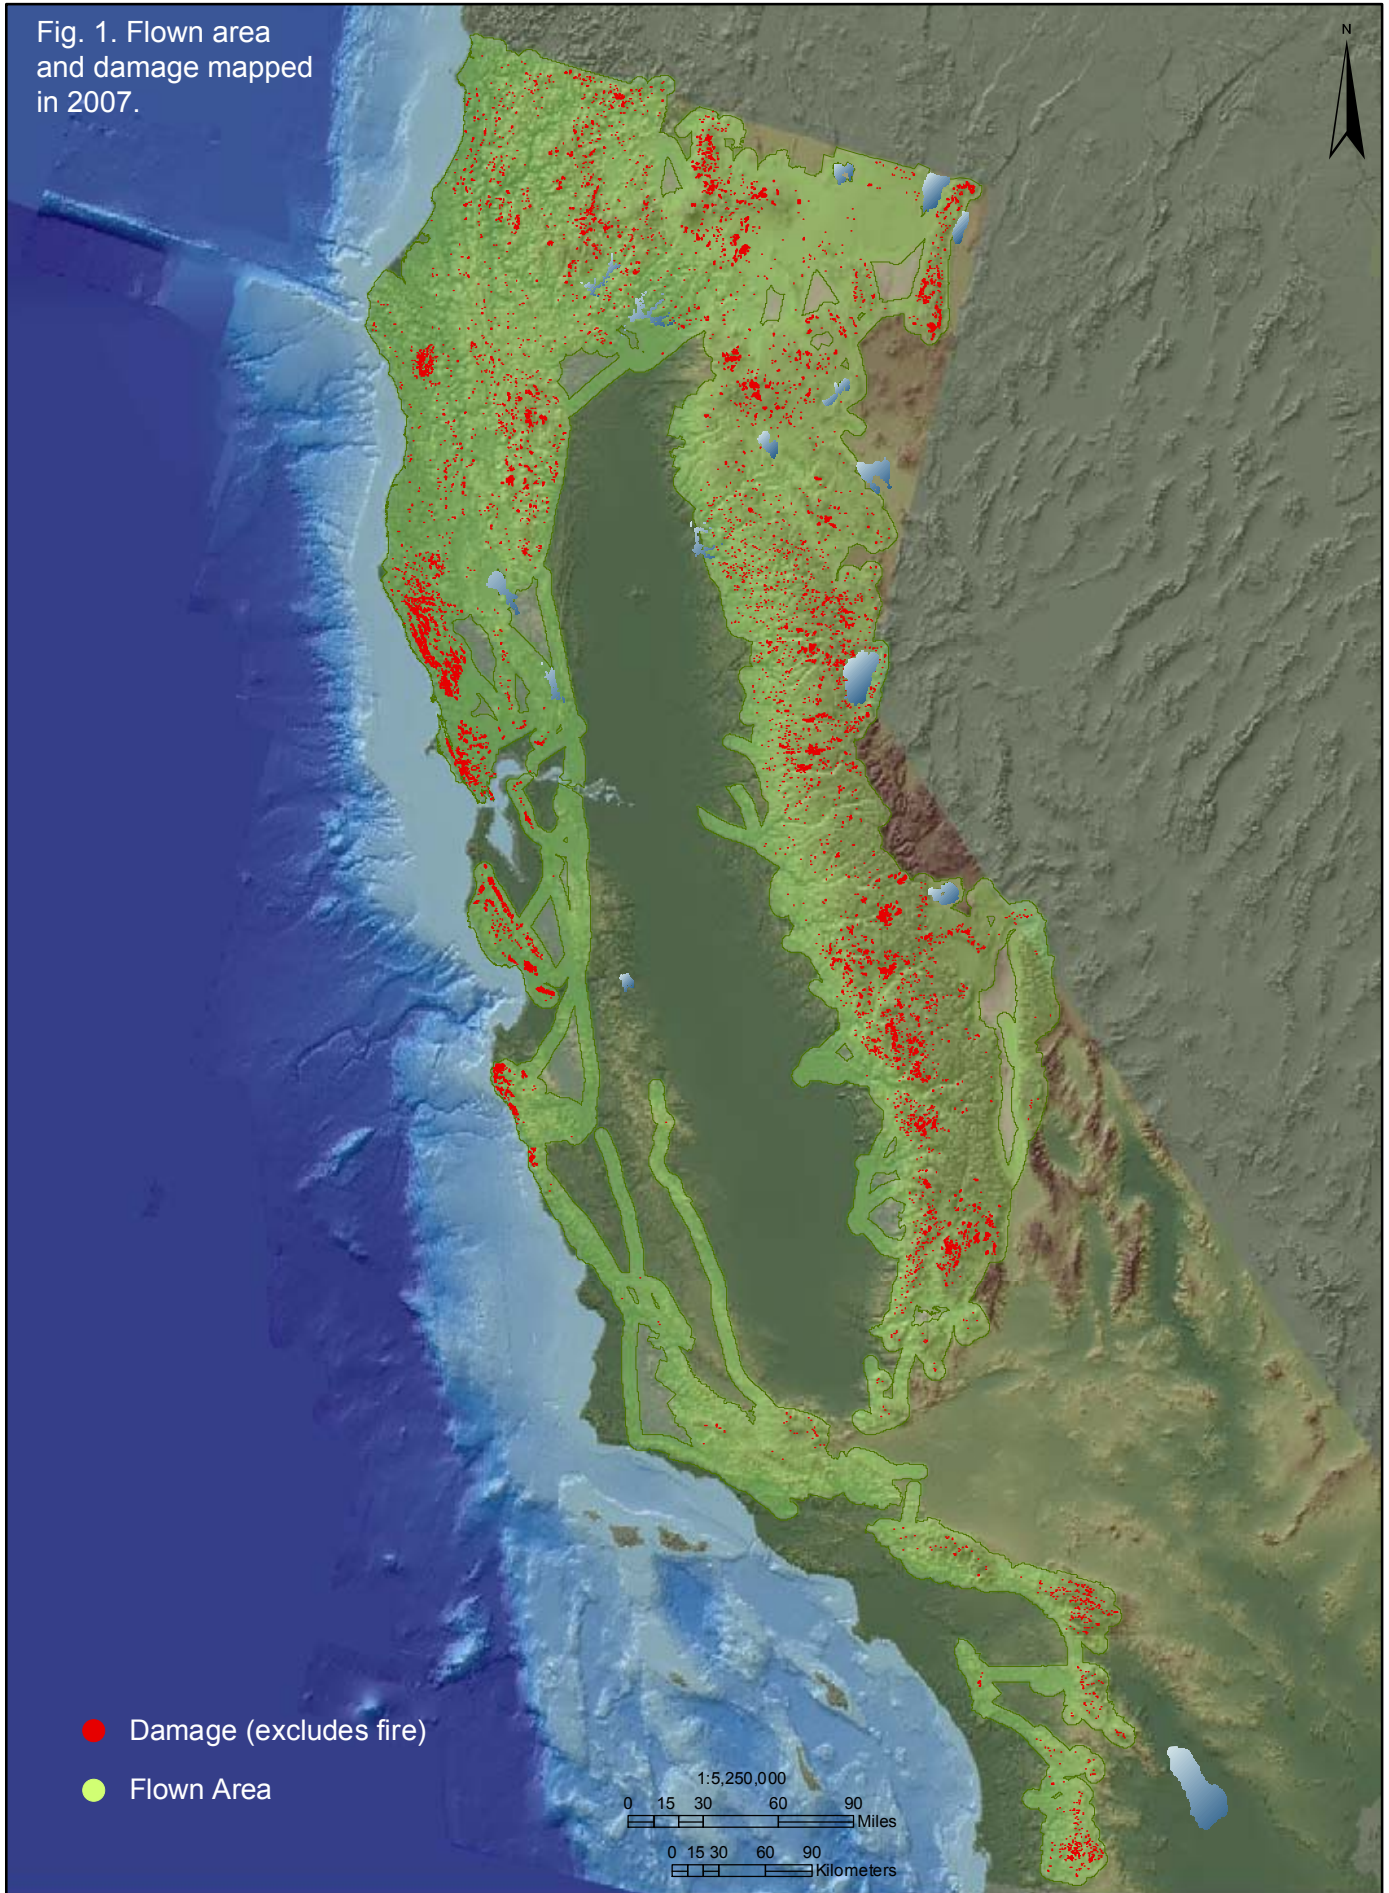 Fig. 1. Flown area
and damage mapped
in 2007.
N
Damage (excludes fire)
Flown Area
1:5,250,000
0 15 30 60 90
Miles
0 15 30 60 90
Kilometers